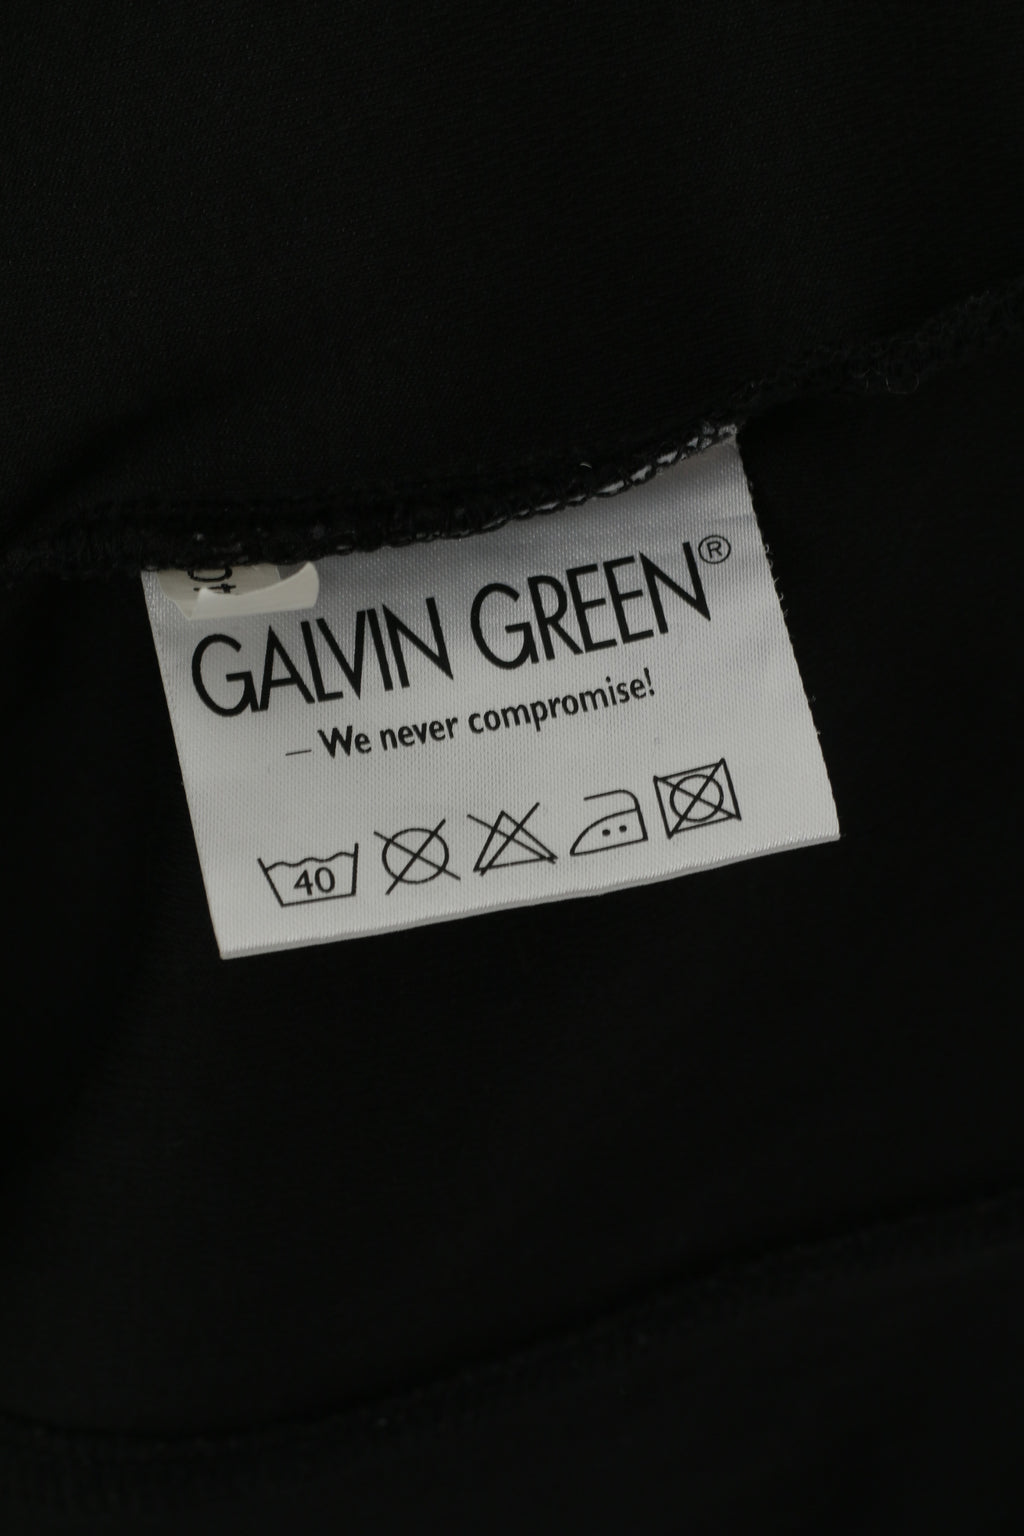 GALVIN GREEN®
– We never compromise!
40